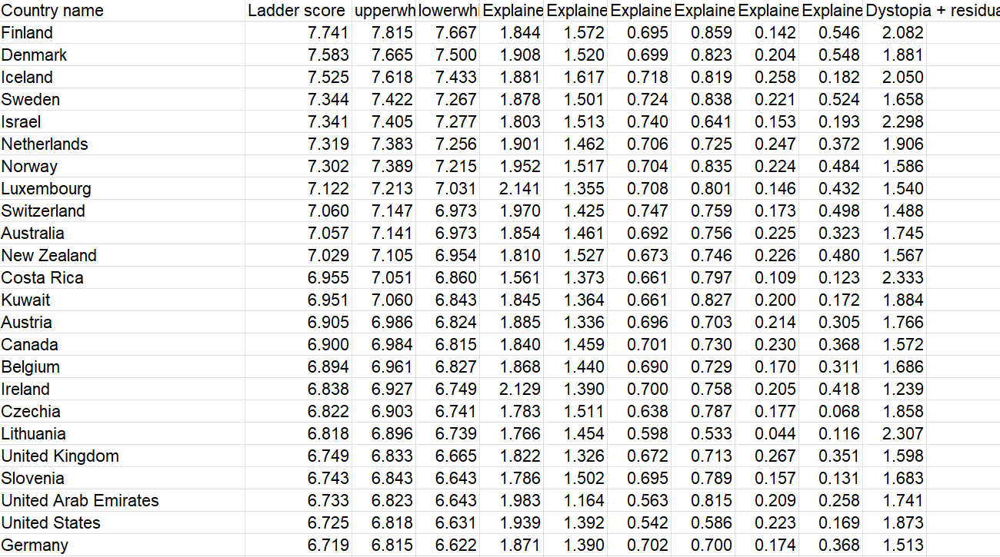 Country name Ladder score upperwh lowerwhi Explaine Explaine Explaine Explaine Explaine Explaine Dystopia + residua
Finland 7.741 7.815 7.667 1.844 1.572 0.695 0.859 0.142 0.546 2.082
Denmark 7.583 7.665 7.500 1.908 1.520 0.699 0.823 0.204 0.548 1.881
Iceland 7.525 7.618 7.433 1.881 1.617 0.718 0.819 0.258 0.182 2.050
Sweden 7.344 7.422 7.267 1.878 1.501 0.724 0.838 0.221 0.524 1.658
Israel 7.341 7.405 7.277 1.803 1.513 0.740 0.641 0.153 0.193 2.298
Netherlands 7.319 7.383 7.256 1.901 1.462 0.706 0.725 0.247 0.372 1.906
Norway 7.302 7.389 7.215 1.952 1.517 0.704 0.835 0.224 0.484 1.586
Luxembourg 7.122 7.213 7.031 2.141 1.355 0.708 0.801 0.146 0.432 1.540
Switzerland 7.060 7.147 6.973 1.970 1.425 0.747 0.759 0.173 0.498 1.488
Australia 7.057 7.141 6.973 1.854 1.461 0.692 0.756 0.225 0.323 1.745
New Zealand 7.029 7.105 6.954 1.810 1.527 0.673 0.746 0.226 0.480 1.567
Costa Rica 6.955 7.051 6.860 1.561 1.373 0.661 0.797 0.109 0.123 2.333
Kuwait 6.951 7.060 6.843 1.845 1.364 0.661 0.827 0.200 0.172 1.884
Austria 6.905 6.986 6.824 1.885 1.336 0.696 0.703 0.214 0.305 1.766
Canada 6.900 6.984 6.815 1.840 1.459 0.701 0.730 0.230 0.368 1.572
Belgium 6.894 6.961 6.827 1.868 1.440 0.690 0.729 0.170 0.311 1.686
Ireland 6.838 6.927 6.749 2.129 1.390 0.700 0.758 0.205 0.418 1.239
Czechia 6.822 6.903 6.741 1.783 1.511 0.638 0.787 0.177 0.068 1.858
Lithuania 6.818 6.896 6.739 1.766 1.454 0.598 0.533 0.044 0.116 2.307
United Kingdom 6.749 6.833 6.665 1.822 1.326 0.672 0.713 0.267 0.351 1.598
Slovenia 6.743 6.843 6.643 1.786 1.502 0.695 0.789 0.157 0.131 1.683
United Arab Emirates 6.733 6.823 6.643 1.983 1.164 0.563 0.815 0.209 0.258 1.741
United States 6.725 6.818 6.631 1.939 1.392 0.542 0.586 0.223 0.169 1.873
Germany 6.719 6.815 6.622 1.871 1.390 0.702 0.700 0.174 0.368 1.513